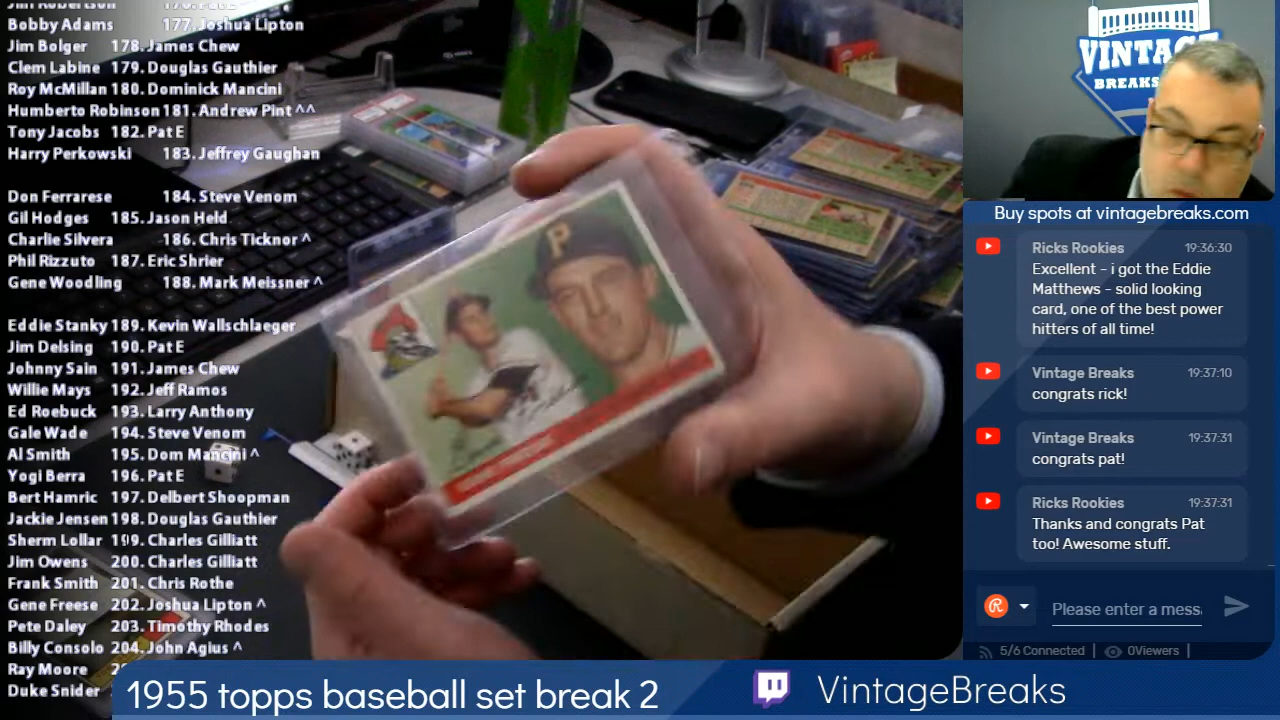 Jim Robertson 176. Pat E
Bobby Adams 177. Joshua Lipton
Jim Bolger 178. James Chew
Clem Labine 179. Douglas Gauthier
Roy McMillan 180. Dominick Mancini
Humberto Robinson 181. Andrew Pint ^^
Tony Jacobs 182. Pat E
Harry Perkowski 183. Jeffrey Gaughan
Don Ferrarese 184. Steve Venom
Gil Hodges 185. Jason Held
Charlie Silvera 186. Chris Ticknor ^
Phil Rizzuto 187. Eric Shrier
Gene Woodling 188. Mark Meissner ^
Eddie Stanky 189. Kevin Wallschlaeger
Jim Delsing 190. Pat E
Johnny Sain 191. James Chew
Willie Mays 192. Jeff Ramos
Ed Roebuck 193. Larry Anthony
Gale Wade 194. Steve Venom
Al Smith 195. Dom Mancini ^
Yogi Berra 196. Pat E
Bert Hamric 197. Delbert Shoopman
Jackie Jensen 198. Douglas Gauthier
Sherm Lollar 199. Charles Gilliatt
Jim Owens 200. Charles Gilliatt
Frank Smith 201. Chris Rothe
Gene Freese 202. Joshua Lipton ^
Pete Daley 203. Timothy Rhodes
Billy Consolo 204. John Agius ^
Ray Moore
Duke Snider
P
VINTAGE
BREAKS
Buy spots at vintagebreaks.com
Ricks Rookies 19:36:30
Excellent - i got the Eddie
Matthews - solid looking
card, one of the best power
hitters of all time!
Vintage Breaks 19:37:10
congrats rick!
Vintage Breaks 19:37:31
congrats pat!
Ricks Rookies 19:37:31
Thanks and congrats Pat
too! Awesome stuff.
Please enter a messa
5/6 Connected | 0Viewers |
1955 topps baseball set break 2
VintageBreaks